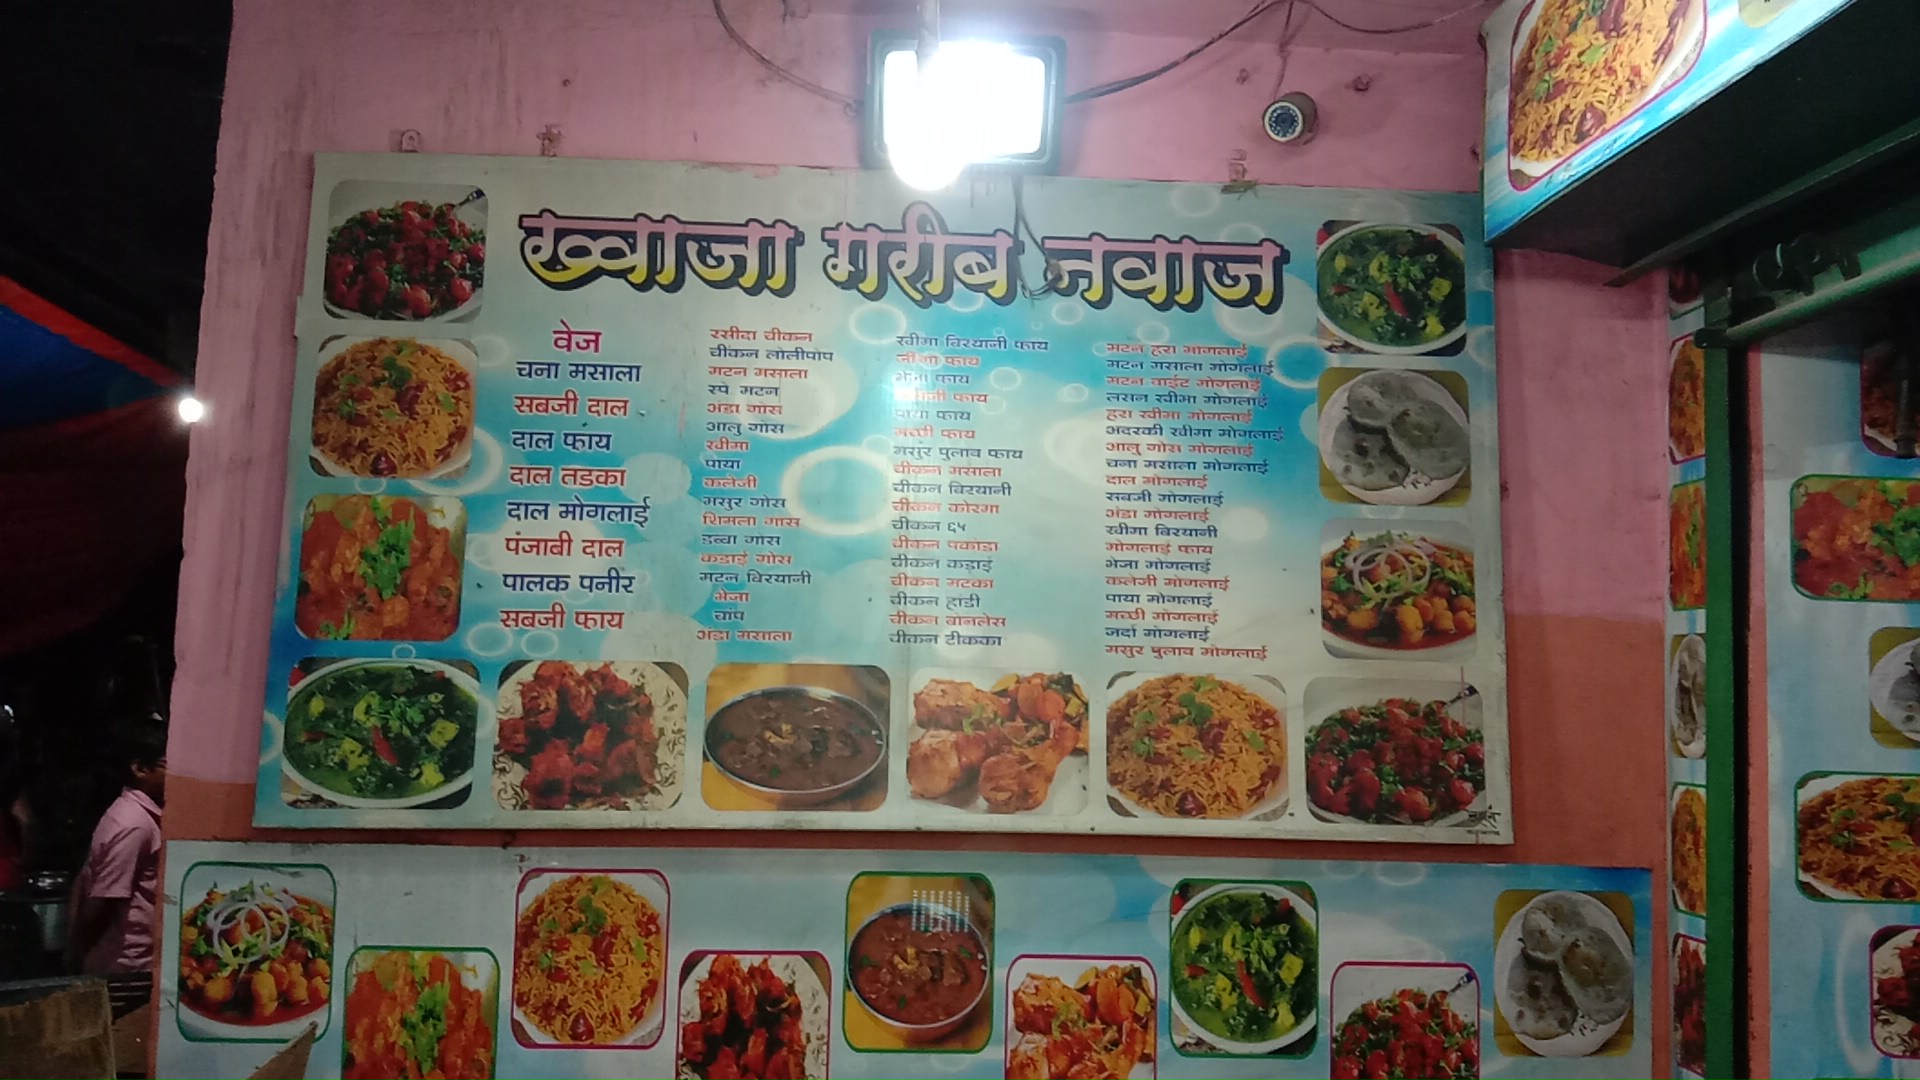 ख्वाजा गरीब नवाज
वेज
चना मसाला
सबजी दाल
दाल फाय
दाल तडका
दाल मोगलाई
पंजाबी दाल
पालक पनीर
सबजी फाय
रसीदा चीकन
चीकन लोलीपोप
मटन मसाला
स्पे. मटन
अंडा गोस
आलु गोस
खीमा
पाया
कलेजी
मसुर गोस
शिमला गोस
डब्बा गोस
कडाई गोस
मटन बिरयानी
भेजा
चांप
अंडा मसाला
खीमा बिरयानी फाय
फाय
भेजा फाय
फाय
पाया फाय
मच्छी फाय
मसुर पुलाव फाय
चीकन मसाला
चीकन बिरयानी
चीकन कोरमा
चीकन ६५
चीकन पकोडा
चीकन कड़ाई
चीकन मटका
चीकन हांडी
चीकन बोनलेस
चीकन टीकका
मटन हरा मोगलाई
मटन मसाला मोगलाई
मटन वाईट मोगलाई
लसन खीमा मोगलाई
हरा खीमा मोगलाई
अदरकी खीमा मोगलाई
आलु गोस मोगलाई
चना मसाला मोगलाई
दाल मोगलाई
सबजी मोगलाई
अंडा मोगलाई
खीमा बिरयानी
मोगलाई फाय
भेजा मोगलाई
कलेजी मोगलाई
पाया मोगलाई
मच्छी मोगलाई
जर्दा मोगलाई
मसुर पुलाव मोगलाई